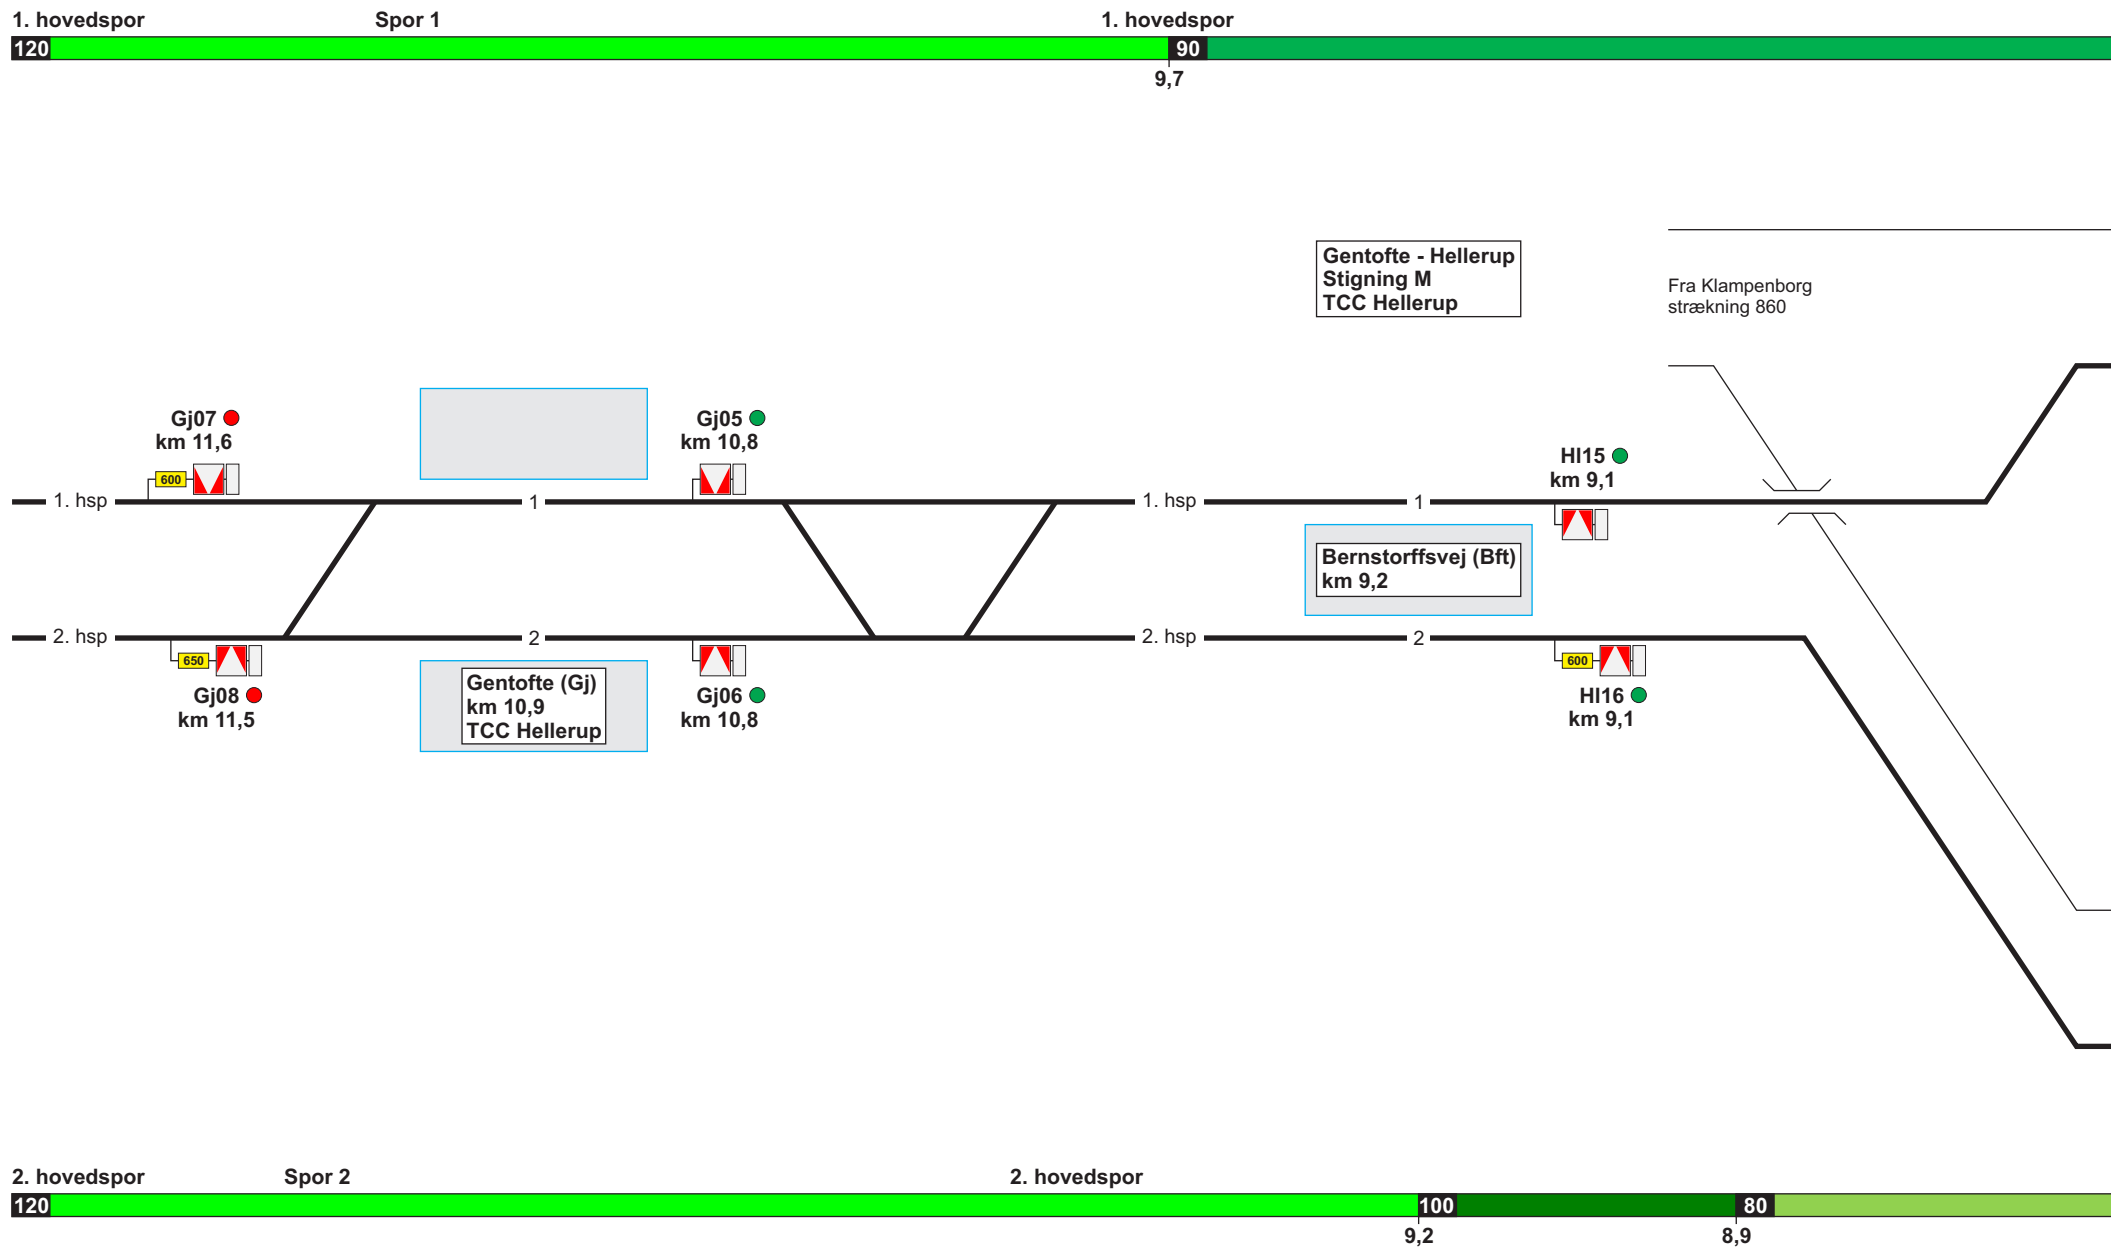 1. hovedspor
Spor 1
1. hovedspor
120
90
9,7
Gentofte - Hellerup
Stigning M
TCC Hellerup
Fra Klampenborg
strækning 860
Gj07
km 11,6
600
Gj05
km 10,8
Hl15
km 9,1
1. hsp
1
1. hsp
1
Bernstorffsvej (Bft)
km 9,2
2. hsp
2
2. hsp
2
650
Gj08
km 11,5
Gentofte (Gj)
km 10,9
TCC Hellerup
Gj06
km 10,8
600
Hl16
km 9,1
2. hovedspor
Spor 2
2. hovedspor
120
100
80
9,2
8,9